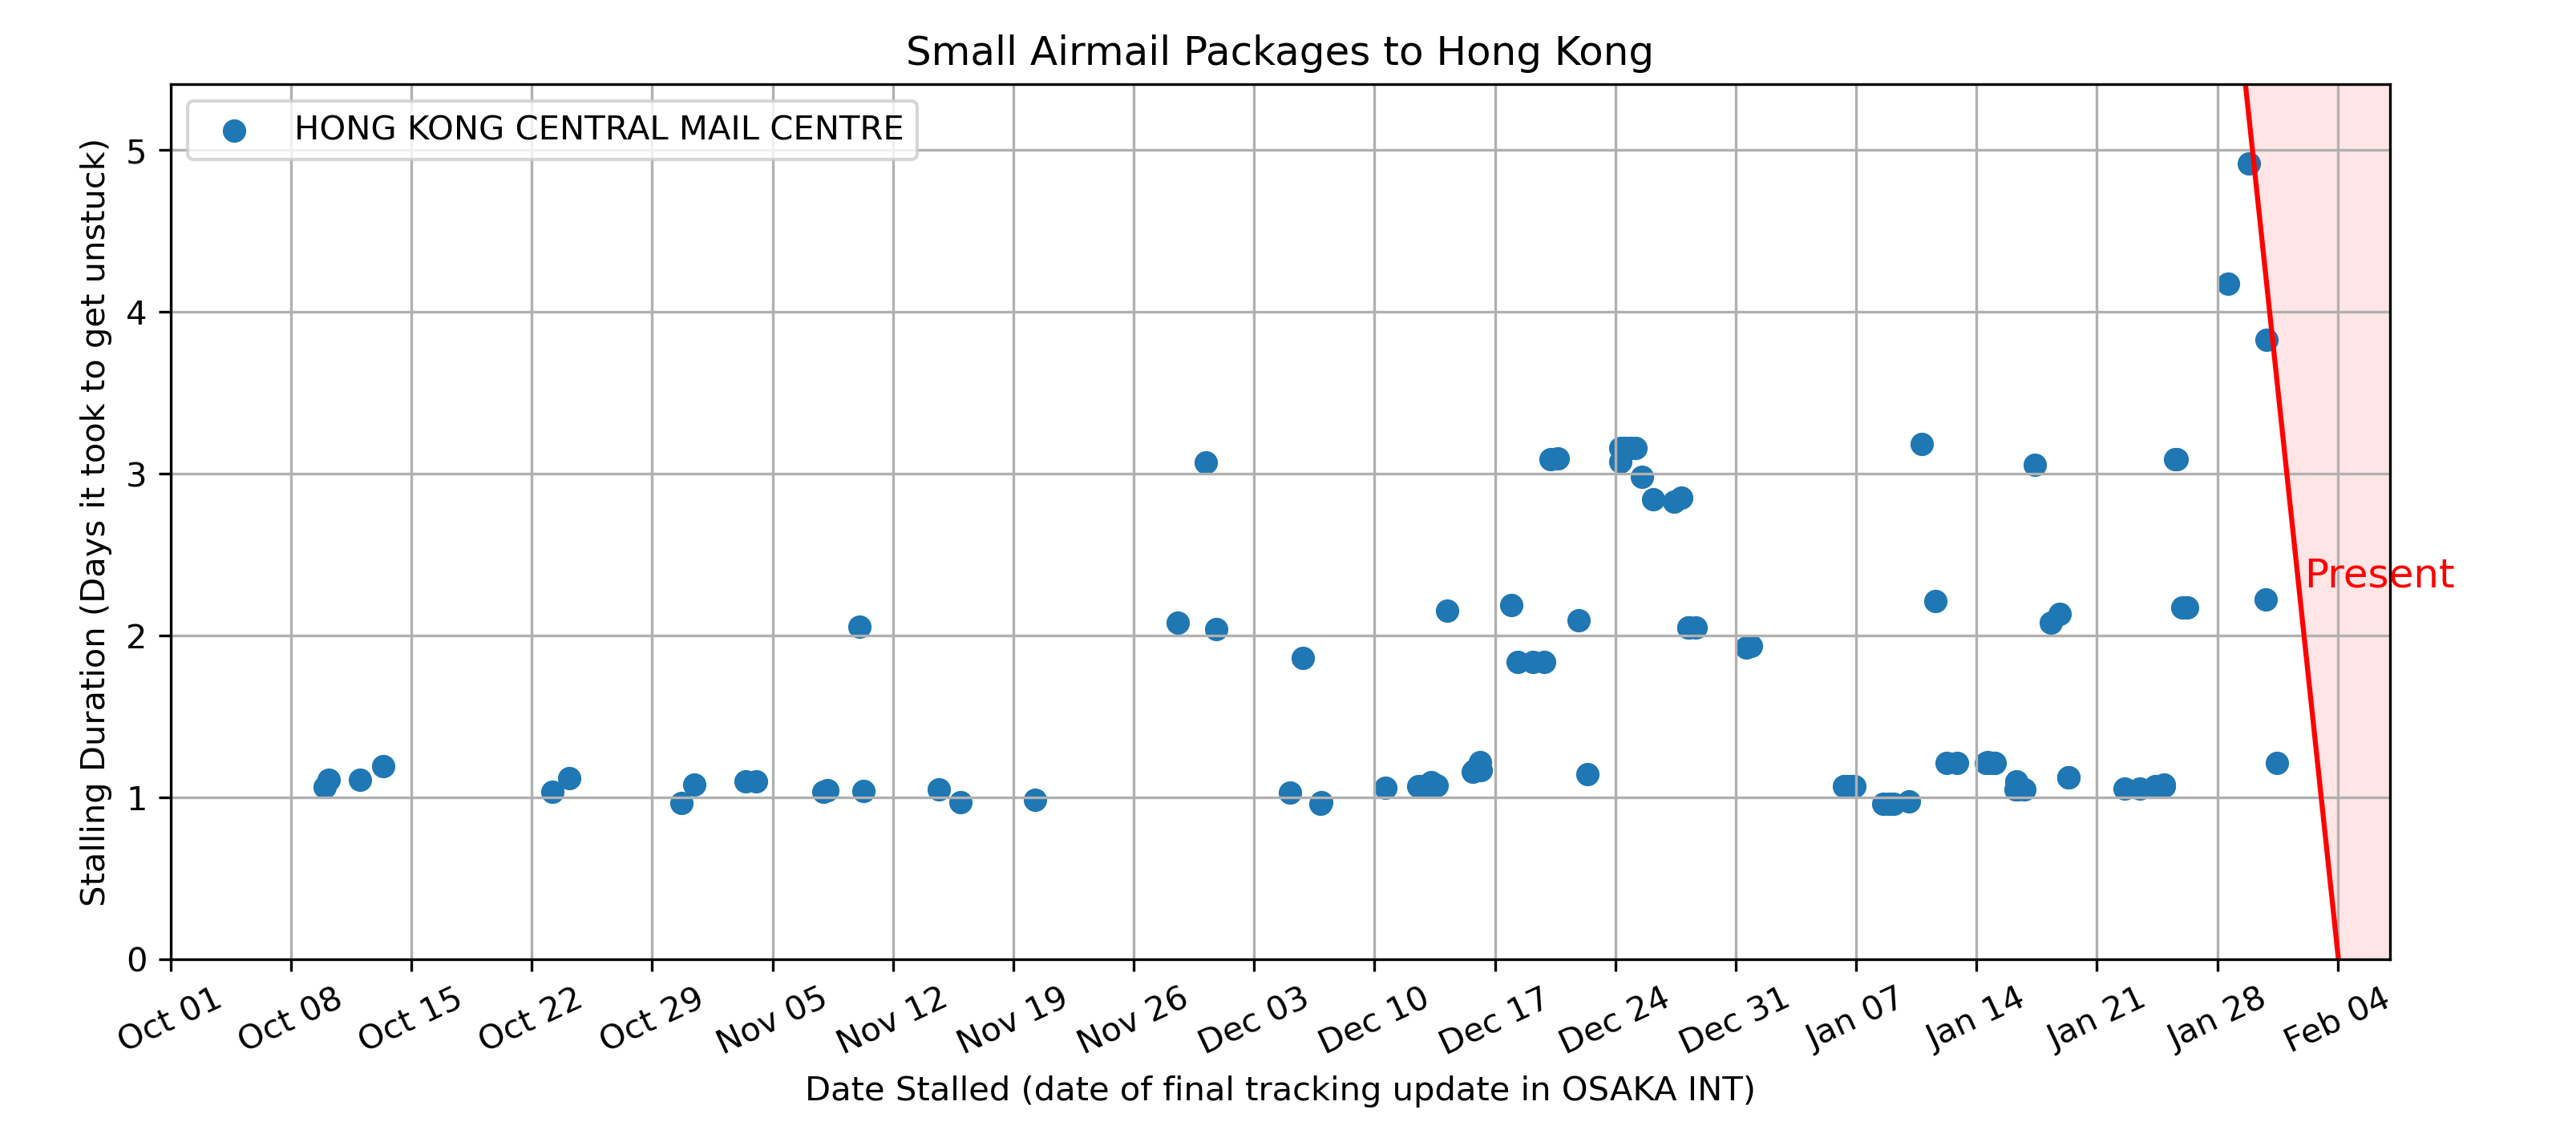 Small Airmail Packages to Hong Kong
HONG KONG CENTRAL MAIL CENTRE
Stalling Duration (Days it took to get unstuck)
5
4
3
2
1
0
Present
Oct 01
Oct 08
Oct 15
Oct 22
Oct 29
Nov 05
Nov 12
Nov 19
Nov 26
Dec 03
Dec 10
Dec 17
Dec 24
Dec 31
Jan 07
Jan 14
Jan 21
Jan 28
Feb 04
Date Stalled (date of final tracking update in OSAKA INT)